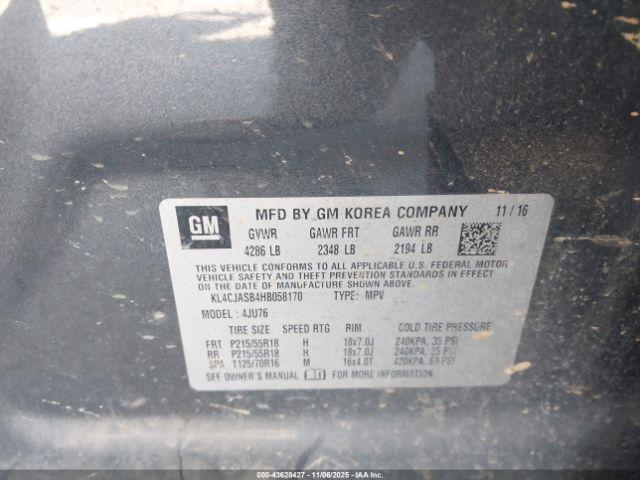 GM
MFD BY GM KOREA COMPANY 11/16
GVWR GAWR FRT GAWR RR
4286 LB 2348 LB 2194 LB
THIS VEHICLE CONFORMS TO ALL APPLICABLE U.S. FEDERAL MOTOR
VEHICLE SAFETY AND THEFT PREVENTION STANDARDS IN EFFECT
ON THE DATE OF MANUFACTURE SHOWN ABOVE.
KL4CJASB4HB058170 TYPE: MPV
MODEL: 4JU76
TIRE SIZE SPEED RTG RIM COLD TIRE PRESSURE
FRT P215/55R18 H 18x7.0J 240KPA, 35 PSI
RR P215/55R18 H 18x7.0J 240KPA, 35 PSI
SPA T125/70R16 M 16x4.0T 420KPA, PSI
SEE OWNER'S MANUAL FOR MORE INFORMATION.
000-43628427 - 11/06/2025 - IAA, Inc.